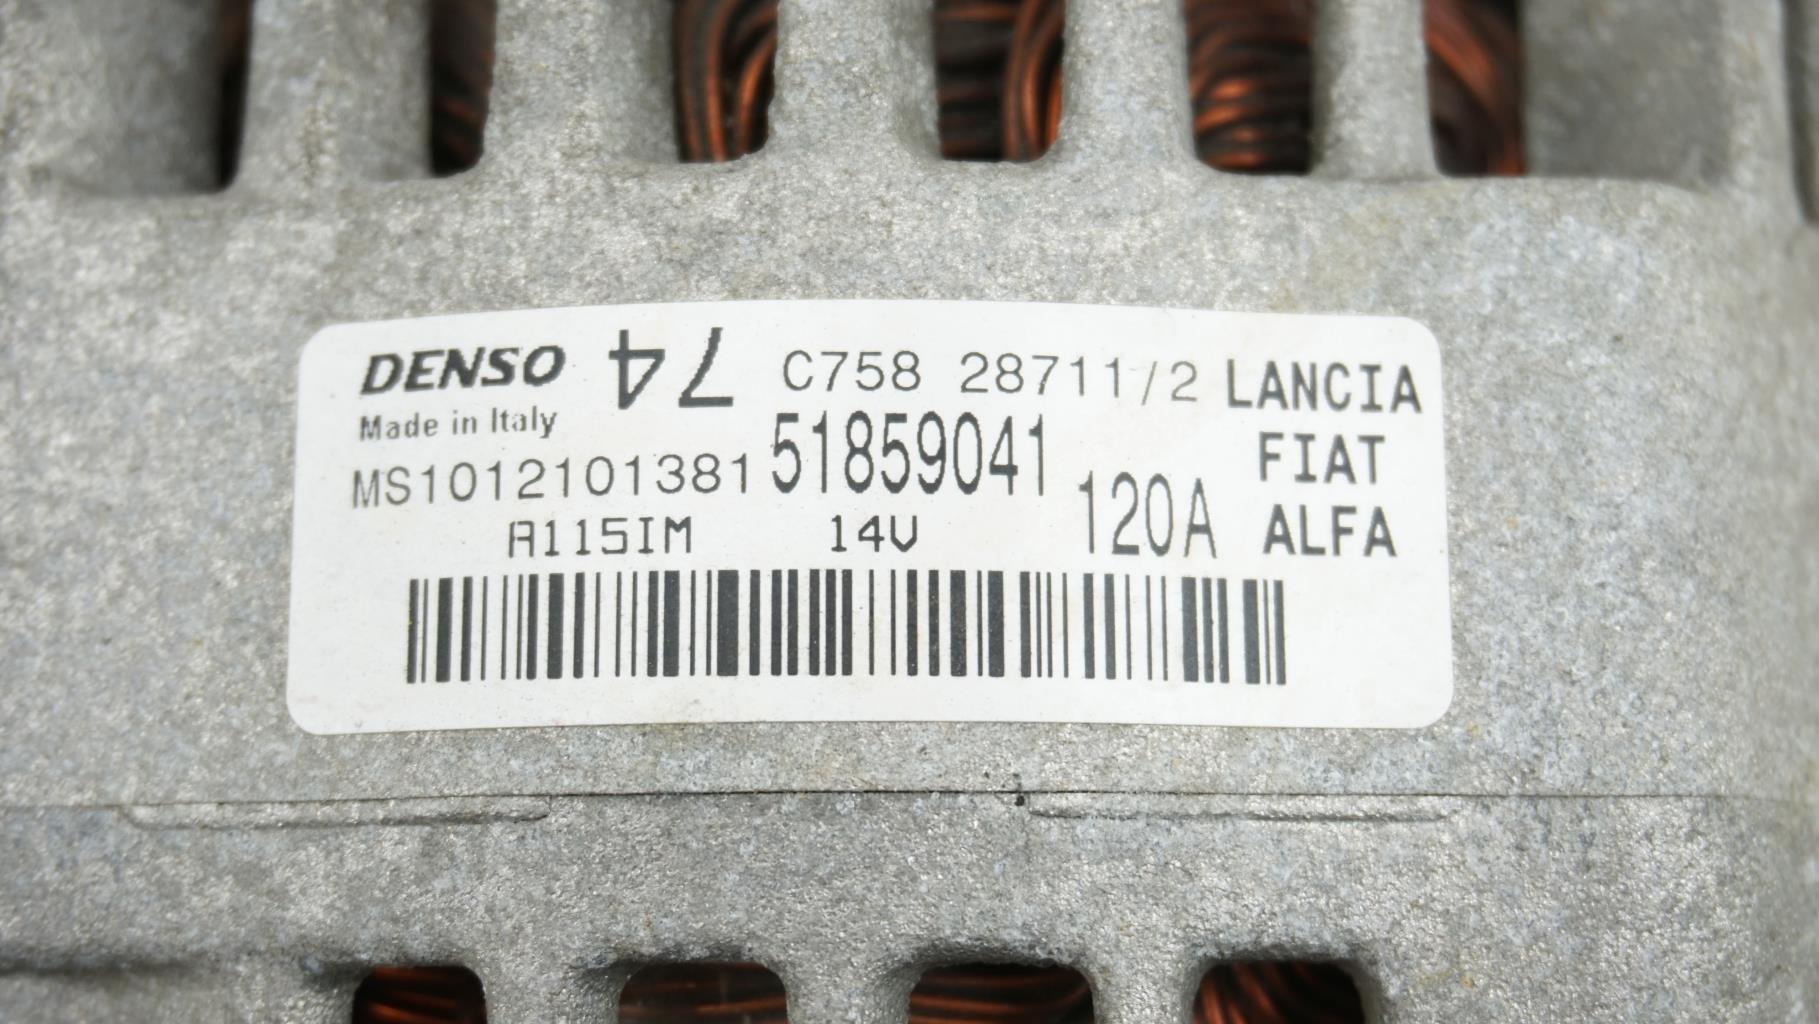 DENSO 74 C758 28711/2 LANCIA
Made in Italy
MS1012101381 51859041 FIAT
A115IM 14V 120A ALFA